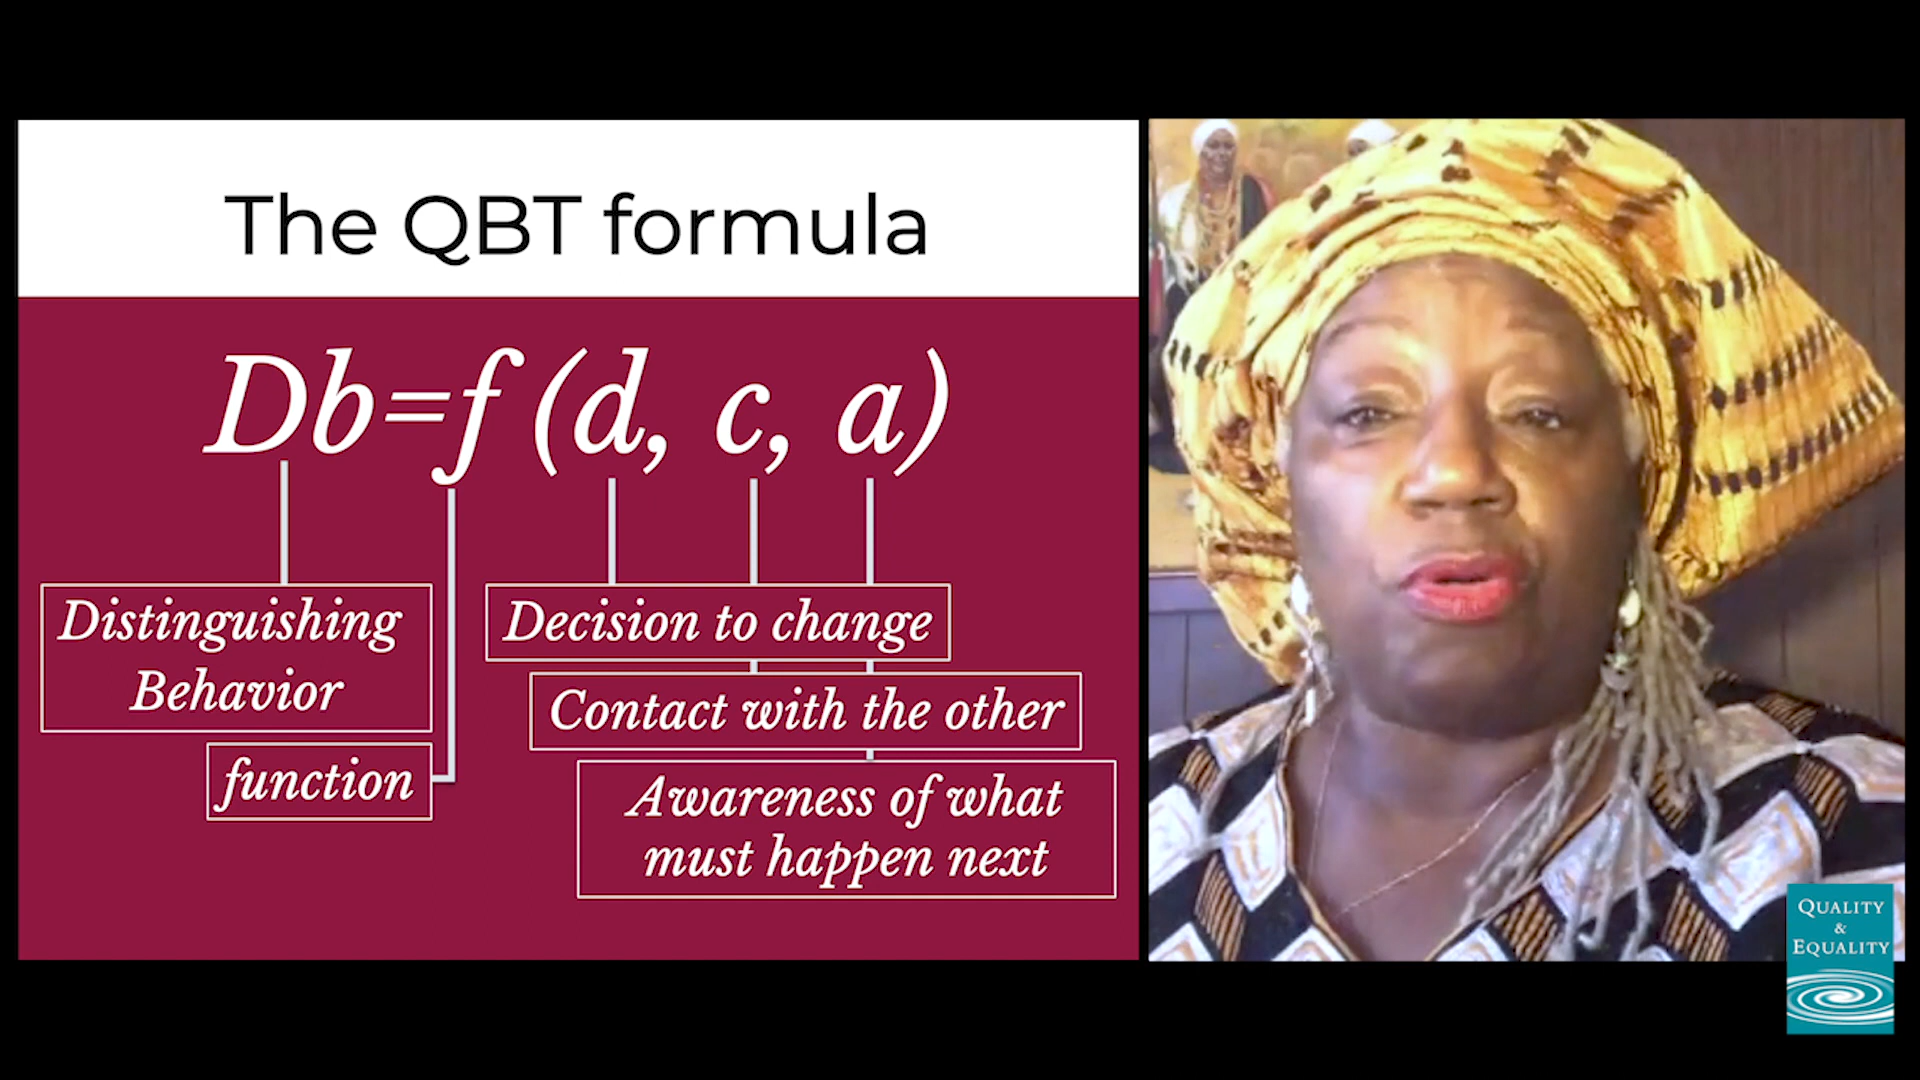 The QBT formula
Db=f (d, c, a)
Distinguishing
Behavior
function
Decision to change
Contact with the other
Awareness of what
must happen next
QUALITY
&
EQUALITY